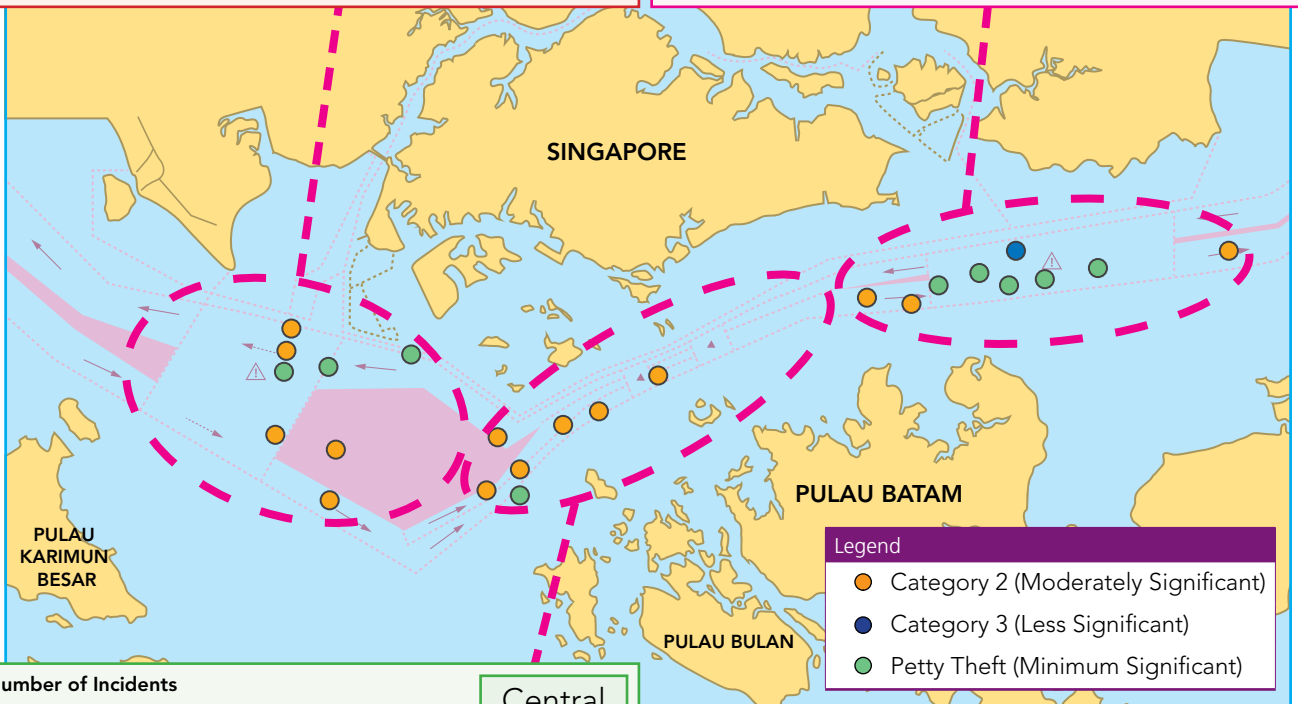 SINGAPORE
PULAU BATAM
PULAU
KARIMUN
BESAR
PULAU BULAN
Legend
Category 2 (Moderately Significant)
Category 3 (Less Significant)
Petty Theft (Minimum Significant)
umber of Incidents
Central